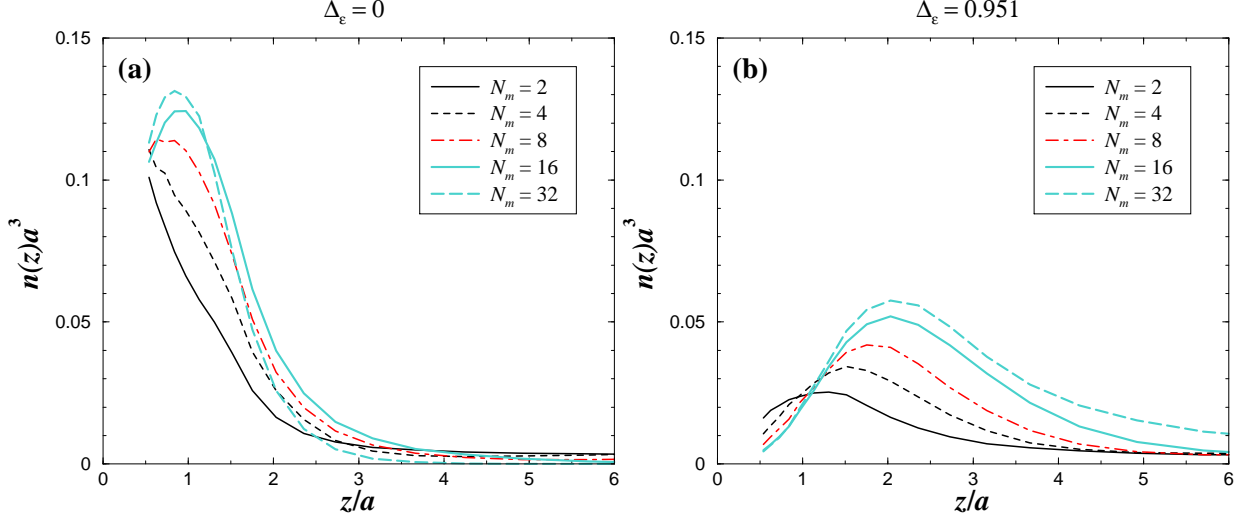 Δε = 0
Δε = 0.951
(a)
Nm = 2
Nm = 4
Nm = 8
Nm = 16
Nm = 32
0.15
0.1
0.05
0
n(z)a³
0 1 2 3 4 5 6
z/a
(b)
Nm = 2
Nm = 4
Nm = 8
Nm = 16
Nm = 32
0.15
0.1
0.05
0
n(z)a³
0 1 2 3 4 5 6
z/a